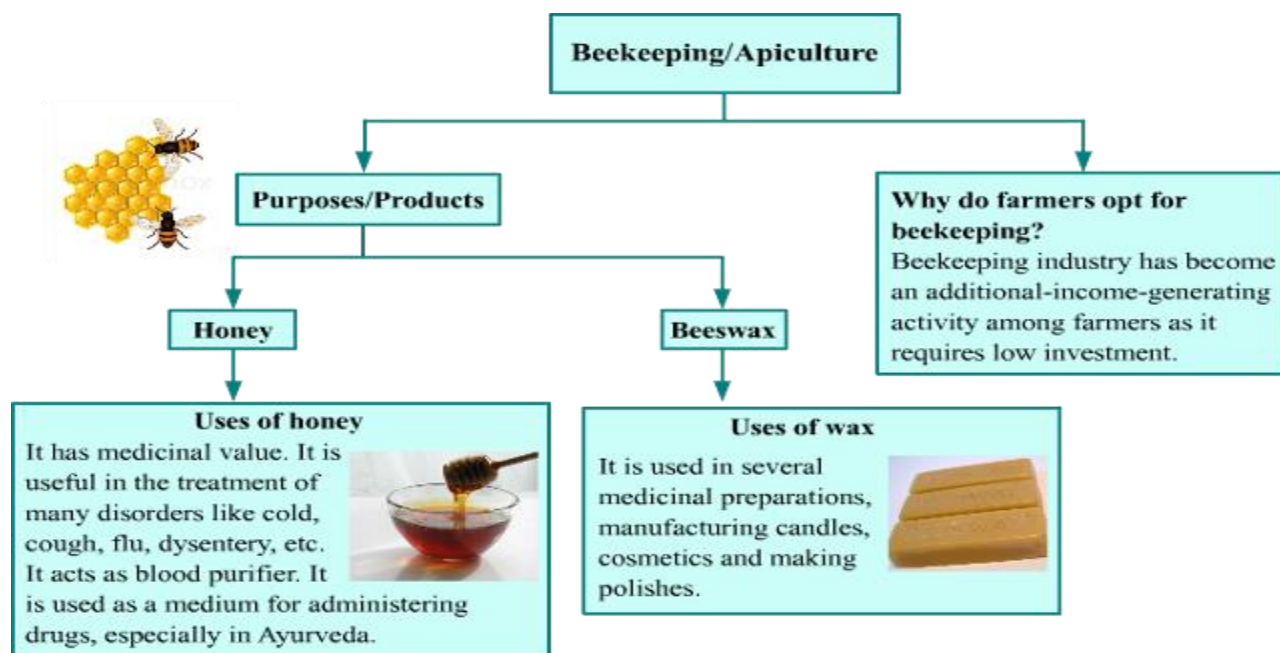 Beekeeping/Apiculture
Purposes/Products
Why do farmers opt for
beekeeping?
Beekeeping industry has become
an additional-income-generating
activity among farmers as it
requires low investment.
Honey
Beeswax
Uses of honey
It has medicinal value. It is
useful in the treatment of
many disorders like cold,
cough, flu, dysentery, etc.
It acts as blood purifier. It
is used as a medium for administering
drugs, especially in Ayurveda.
Uses of wax
It is used in several
medicinal preparations,
manufacturing candles,
cosmetics and making
polishes.